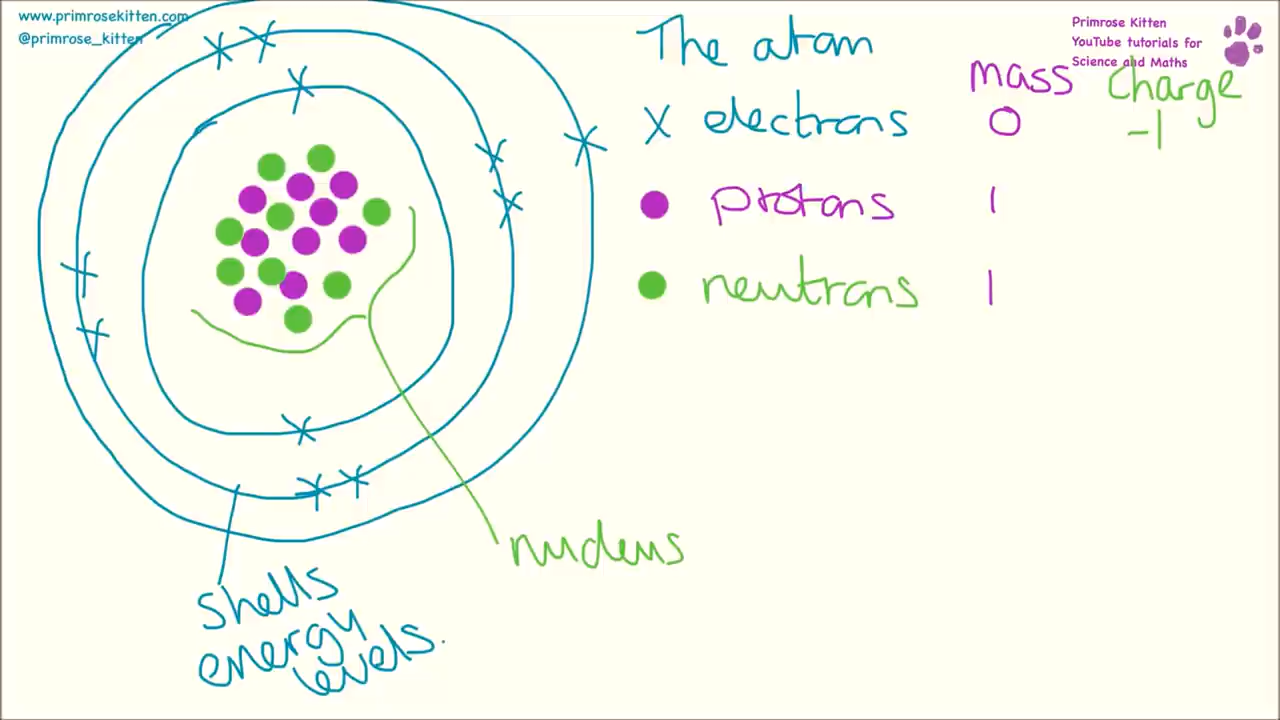 www.primrosekitten.com
@primrose_kitten
Primrose Kitten
YouTube tutorials for
Science and Maths
The atom
mass charge
x electrons 0 -1
protons 1
neutrons 1
nucleus
shells
energy
levels.